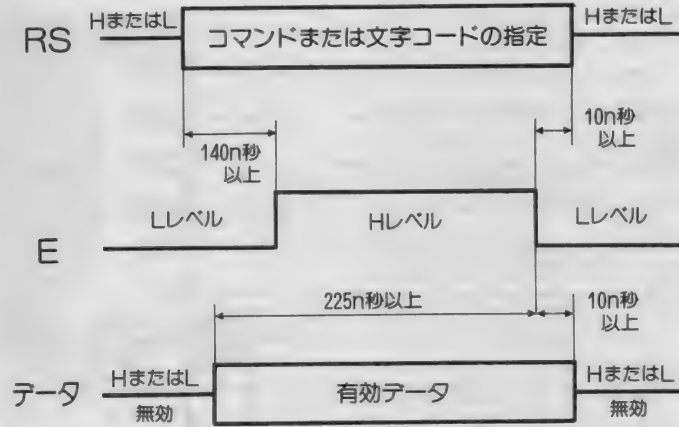 HまたはL
コマンドまたは文字コードの指定
HまたはL
RS
140n秒
以上
10n秒
以上
Lレベル
Hレベル
Lレベル
E
225n秒以上
10n秒
以上
データ
HまたはL
無効
有効データ
HまたはL
無効